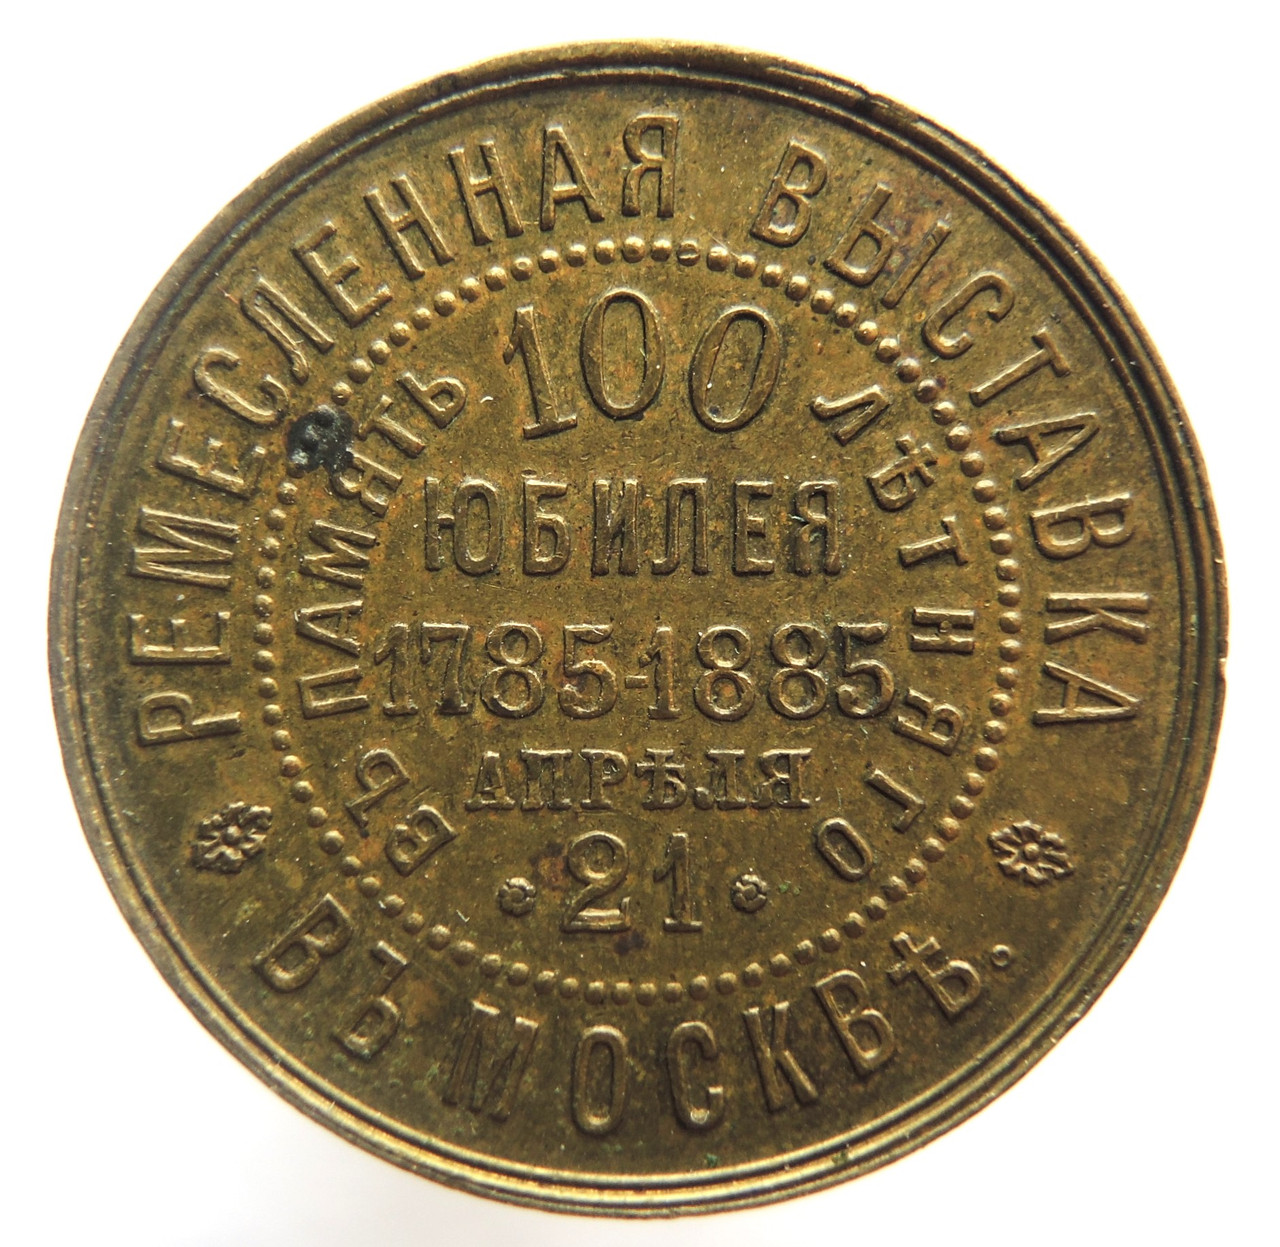 РЕМЕСЛЕННАЯ ВЫСТАВКА
ВЪ МОСКВѢ.
ВЪ ПАМЯТЬ 100 ЛѢТНЯГО
ЮБИЛЕЯ
1785-1885
АПРѢЛЯ
21